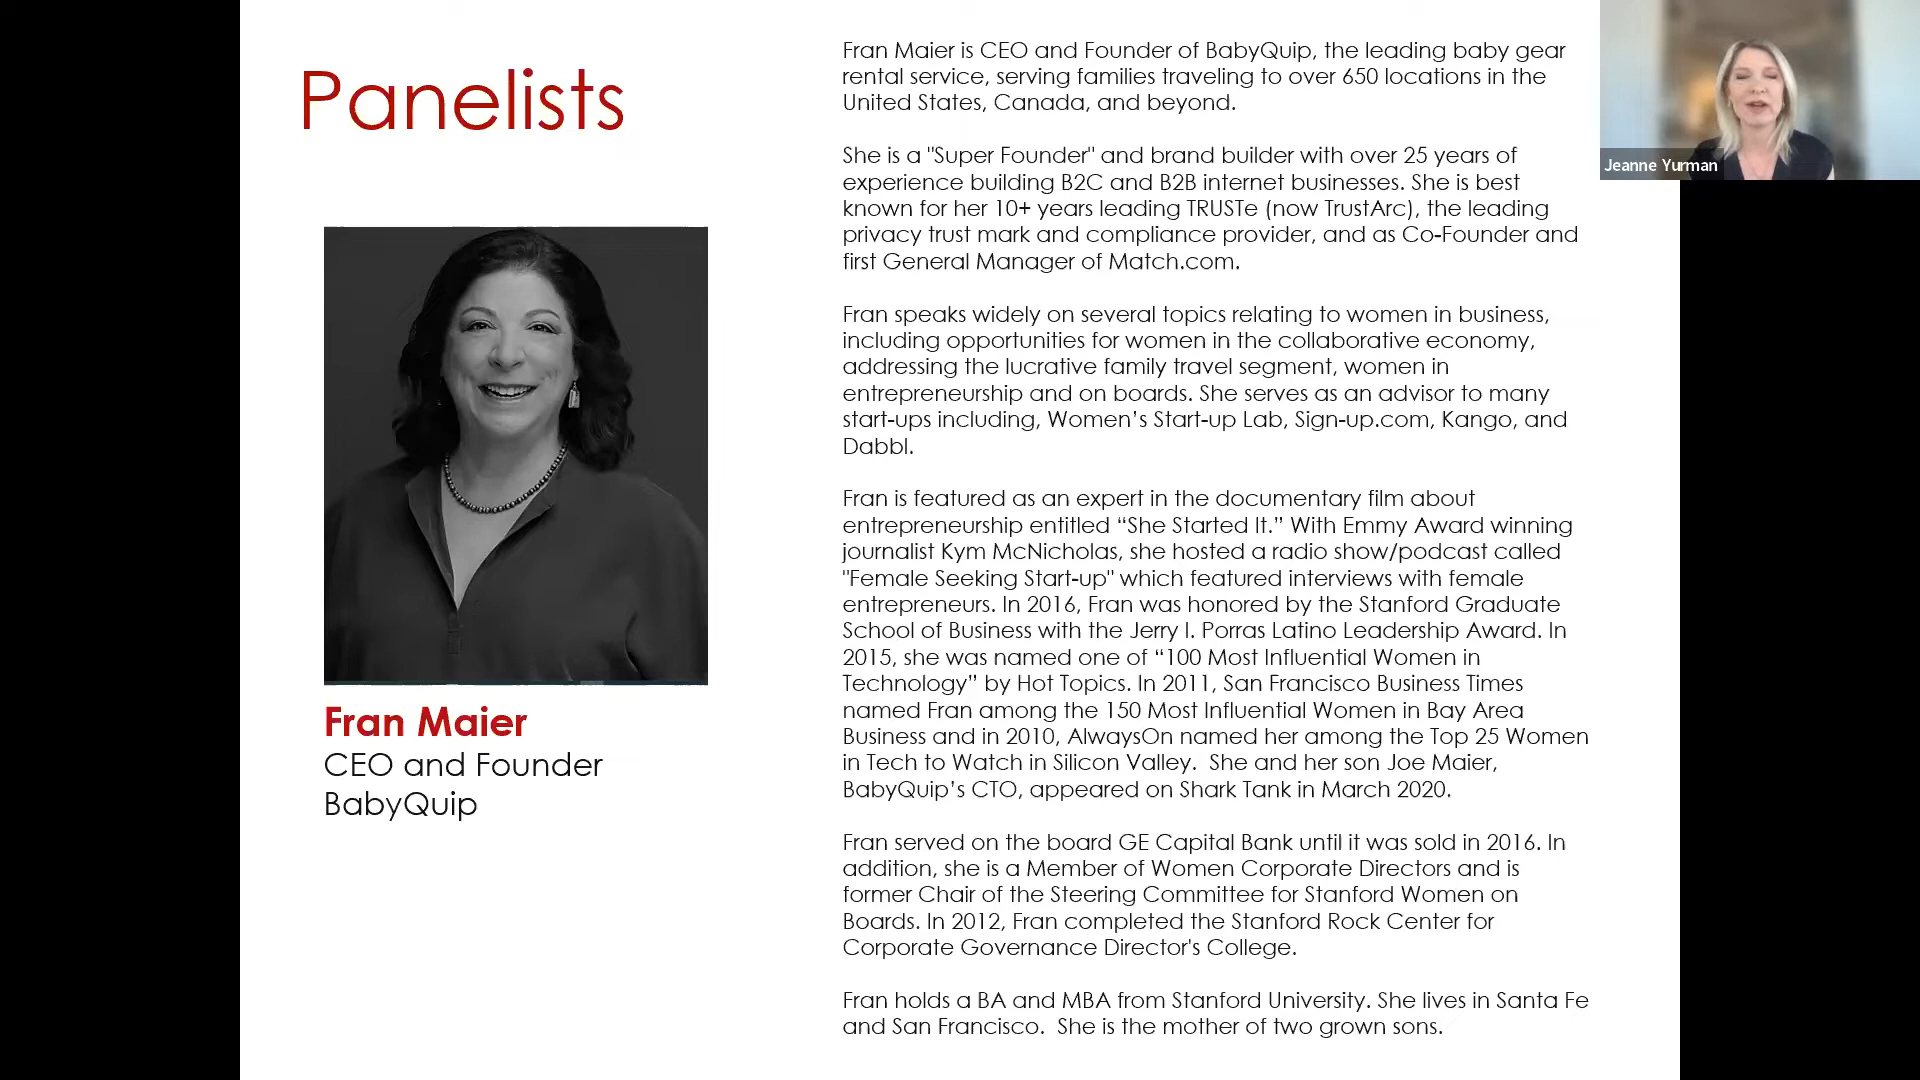 Panelists
Fran Maier
CEO and Founder
BabyQuip
Fran Maier is CEO and Founder of BabyQuip, the leading baby gear
rental service, serving families traveling to over 650 locations in the
United States, Canada, and beyond.
She is a "Super Founder" and brand builder with over 25 years of
experience building B2C and B2B internet businesses. She is best
known for her 10+ years leading TRUSTe (now TrustArc), the leading
privacy trust mark and compliance provider, and as Co-Founder and
first General Manager of Match.com.
Fran speaks widely on several topics relating to women in business,
including opportunities for women in the collaborative economy,
addressing the lucrative family travel segment, women in
entrepreneurship and on boards. She serves as an advisor to many
start-ups including, Women’s Start-up Lab, Sign-up.com, Kango, and
Dabbl.
Fran is featured as an expert in the documentary film about
entrepreneurship entitled “She Started It.” With Emmy Award winning
journalist Kym McNicholas, she hosted a radio show/podcast called
"Female Seeking Start-up" which featured interviews with female
entrepreneurs. In 2016, Fran was honored by the Stanford Graduate
School of Business with the Jerry I. Porras Latino Leadership Award. In
2015, she was named one of “100 Most Influential Women in
Technology” by Hot Topics. In 2011, San Francisco Business Times
named Fran among the 150 Most Influential Women in Bay Area
Business and in 2010, AlwaysOn named her among the Top 25 Women
in Tech to Watch in Silicon Valley.  She and her son Joe Maier,
BabyQuip’s CTO, appeared on Shark Tank in March 2020.
Fran served on the board GE Capital Bank until it was sold in 2016. In
addition, she is a Member of Women Corporate Directors and is
former Chair of the Steering Committee for Stanford Women on
Boards. In 2012, Fran completed the Stanford Rock Center for
Corporate Governance Director's College.
Fran holds a BA and MBA from Stanford University. She lives in Santa Fe
and San Francisco.  She is the mother of two grown sons.
Jeanne Yurman